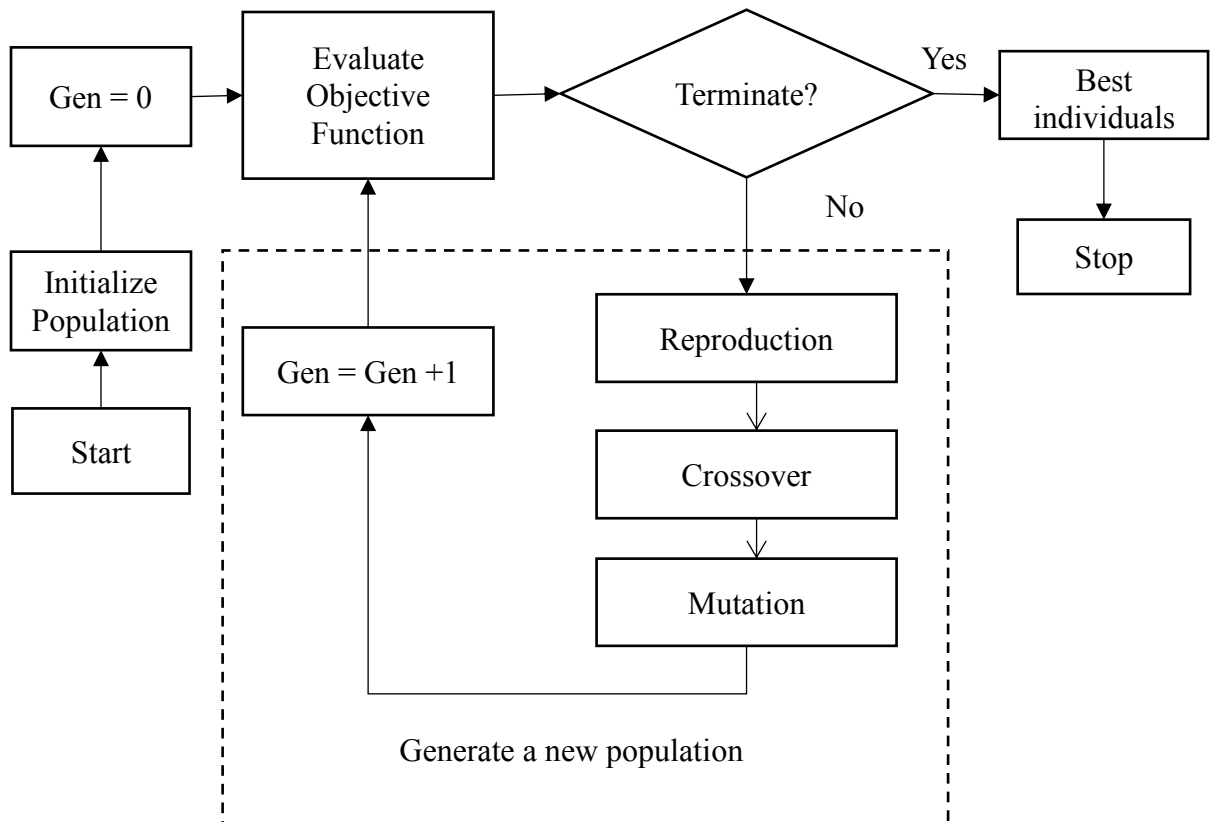 Gen = 0
Evaluate
Objective
Function
Terminate?
Yes
Best
individuals
No
Stop
Initialize
Population
Reproduction
Gen = Gen +1
Start
Crossover
Mutation
Generate a new population